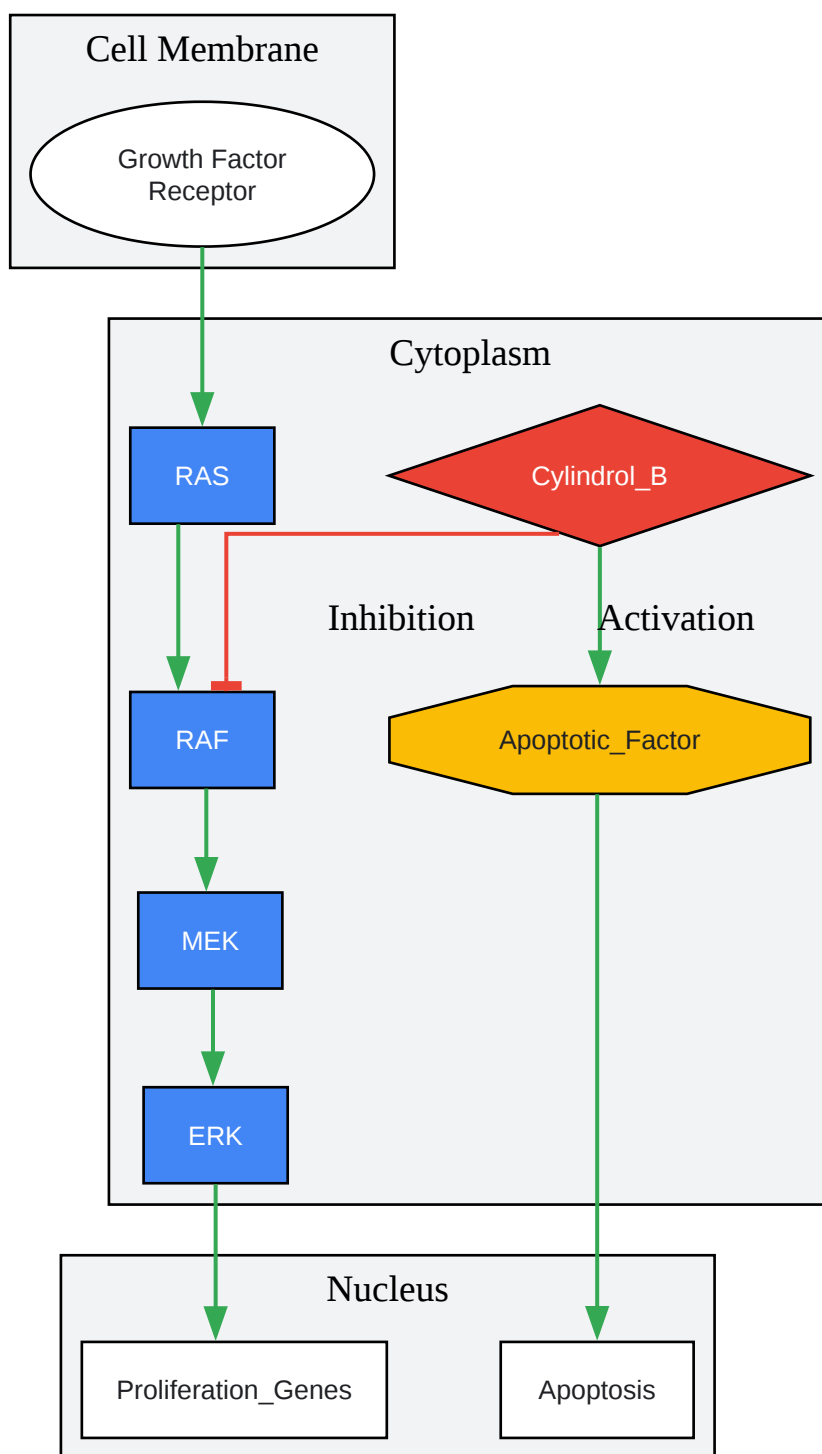 Cell Membrane
Growth Factor
Receptor
Cytoplasm
RAS
Cylindrol_B
Inhibition
Activation
RAF
Apoptotic_Factor
MEK
ERK
Nucleus
Proliferation_Genes
Apoptosis